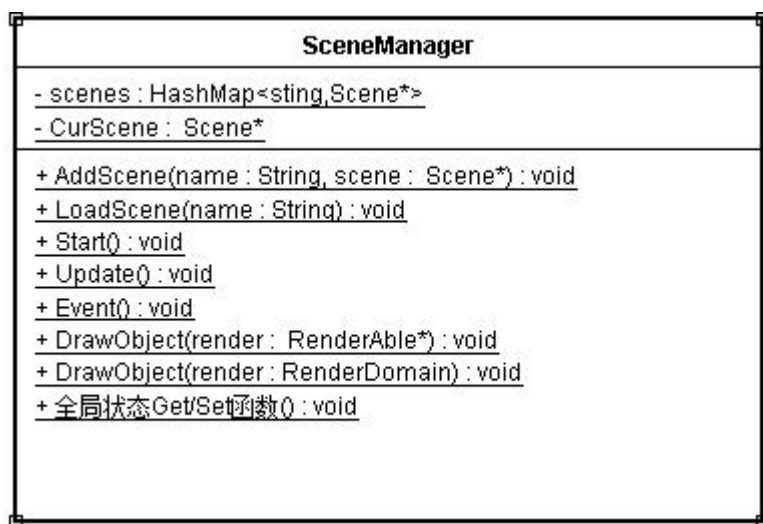 SceneManager
- scenes : HashMap<sting,Scene*>
- CurScene : Scene*
+ AddScene(name : String, scene : Scene*) : void
+ LoadScene(name : String) : void
+ Start() : void
+ Update() : void
+ Event() : void
+ DrawObject(render : RenderAble*) : void
+ DrawObject(render : RenderDomain) : void
+ 全局状态Get/Set函数() : void